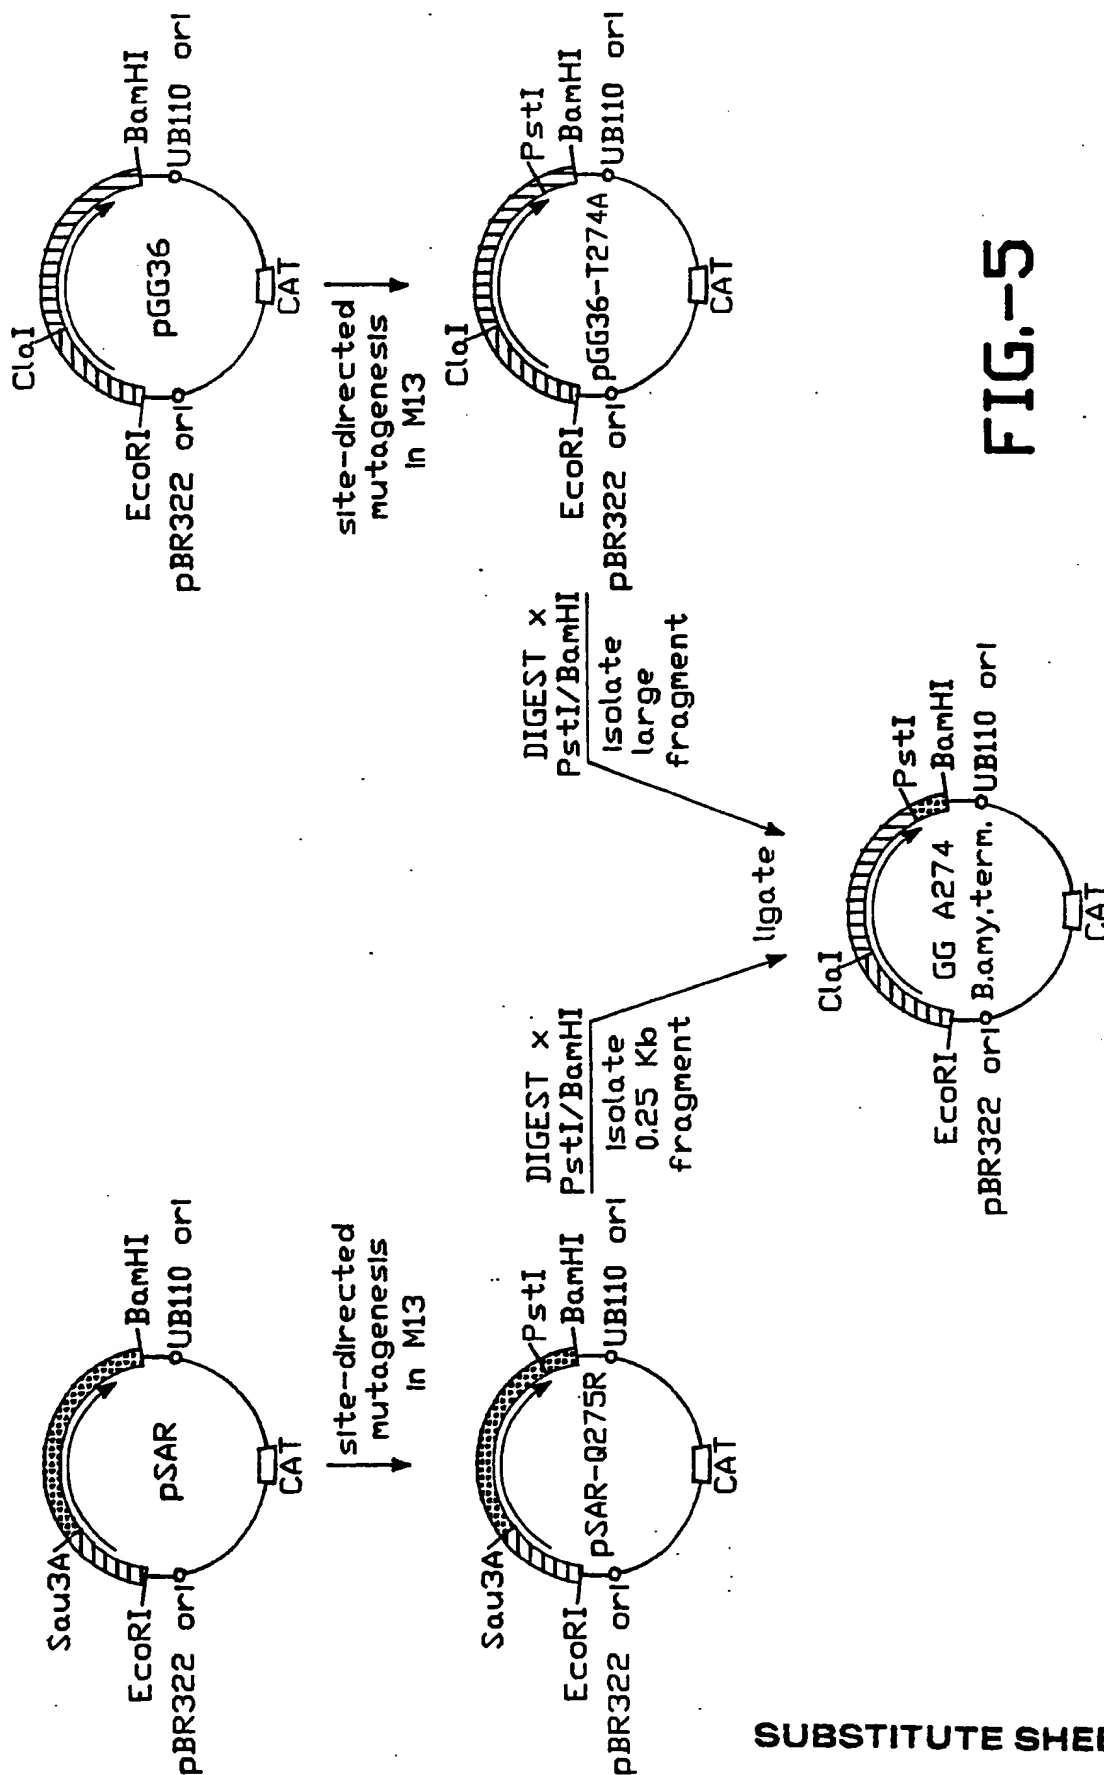 ClaI
BamHI
EcoRI
UB110 ori
pBR322 ori
pGG36
CAT
site-directed
mutagenesis
in M13
ClaI
PstI
BamHI
EcoRI
UB110 ori
pBR322 ori
pGG36-T274A
CAT
Sau3A
BamHI
EcoRI
UB110 ori
pBR322 ori
pSAR
CAT
site-directed
mutagenesis
in M13
Sau3A
PstI
BamHI
EcoRI
UB110 ori
pBR322 ori
pSAR-Q275R
CAT
DIGEST x
PstI/BamHI
Isolate
0.25 Kb
fragment
DIGEST x
PstI/BamHI
Isolate
large
fragment
ligate
ClaI
PstI
BamHI
EcoRI
UB110 ori
pBR322 ori
GG A274
B.amy.term.
CAT
FIG.-5
SUBSTITUTE SHEE